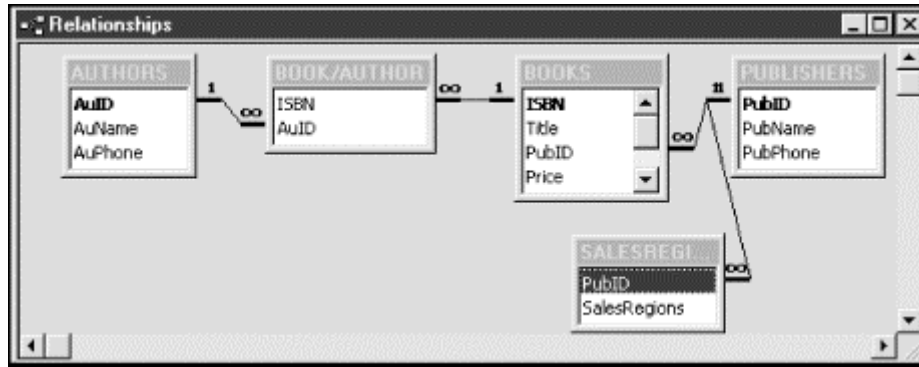 Relationships
AUTHORS
AuID
AuName
AuPhone
1
∞
BOOK/AUTHOR
ISBN
AuID
∞
1
BOOKS
ISBN
Title
PubID
Price
∞
11
PUBLISHERS
PubID
PubName
PubPhone
SALESREGI...
PubID
SalesRegions
∞